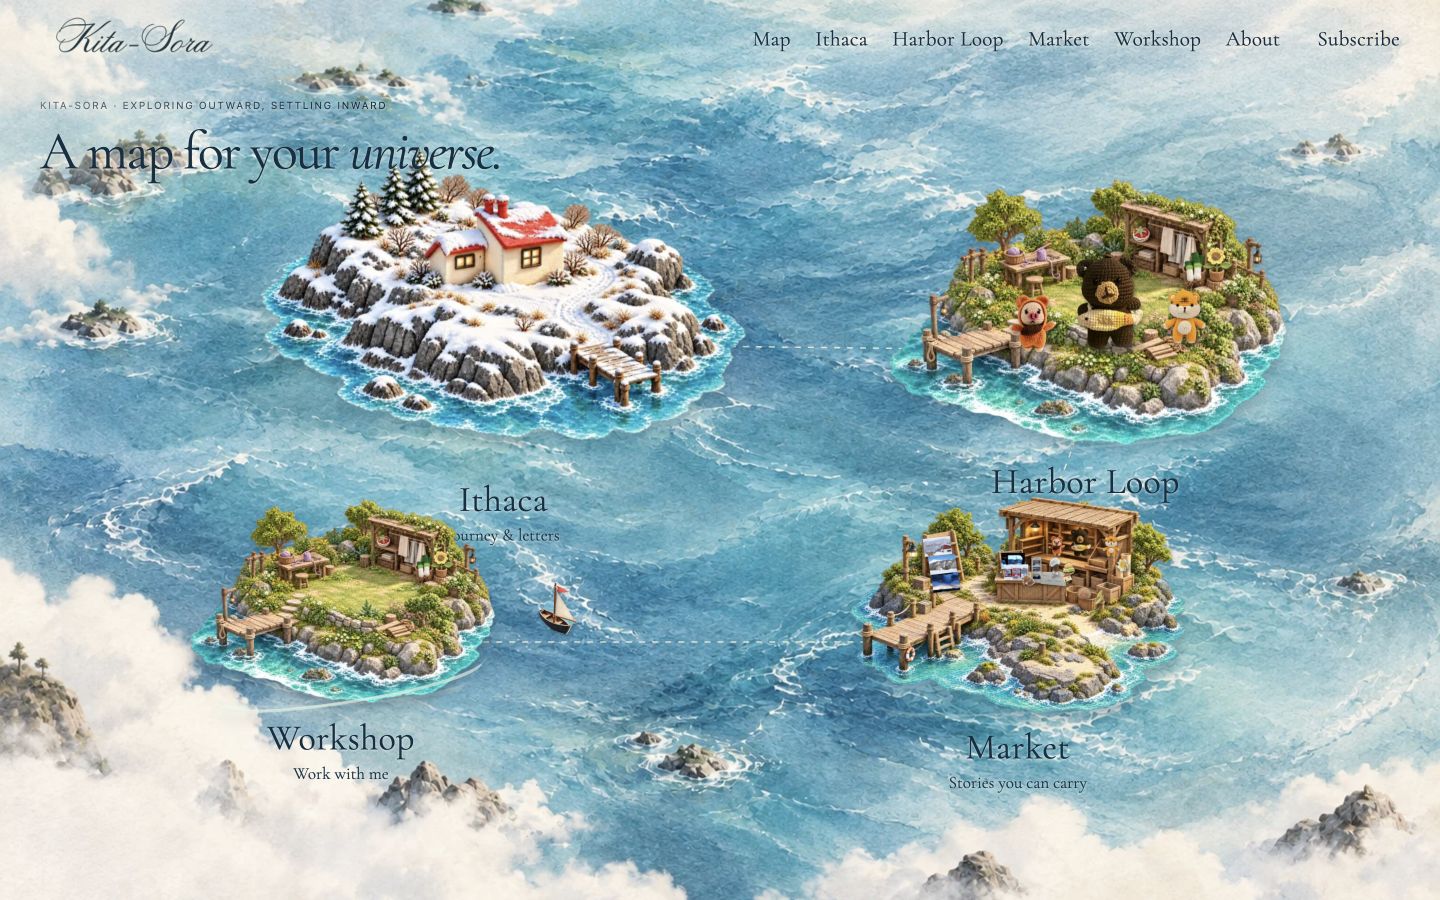 Kita-Sora
Map Ithaca Harbor Loop Market Workshop About Subscribe
KITA-SORA · EXPLORING OUTWARD, SETTLING INWARD
A map for your universe.
Harbor Loop
Ithaca
ourney & letters
Workshop
Work with me
Market
Stories you can carry